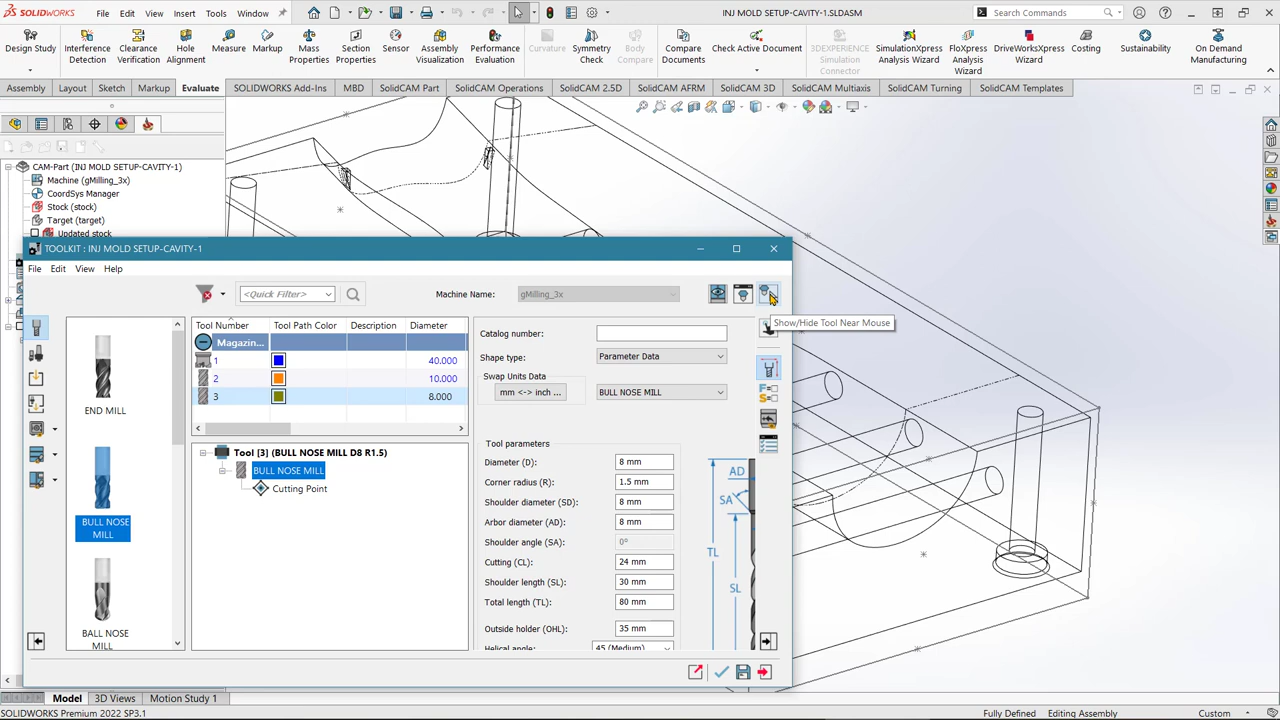 SOLIDWORKS
File
Edit
View
Insert
Tools
Window
INJ MOLD SETUP-CAVITY-1.SLDASM
Search Commands
Design Study
Interference Detection
Clearance Verification
Hole Alignment
Measure
Markup
Mass Properties
Section Properties
Sensor
Assembly Visualization
Performance Evaluation
Curvature
Symmetry Check
Body Compare
Compare Documents
Check Active Document
3DEXPERIENCE Simulation Connector
SimulationXpress Analysis Wizard
FloXpress Analysis Wizard
DriveWorksXpress Wizard
Costing
Sustainability
On Demand Manufacturing
Assembly
Layout
Sketch
Markup
Evaluate
SOLIDWORKS Add-Ins
MBD
SolidCAM Part
SolidCAM Operations
SolidCAM 2.5D
SolidCAM AFRM
SolidCAM 3D
SolidCAM Multiaxis
SolidCAM Turning
SolidCAM Templates
CAM-Part (INJ MOLD SETUP-CAVITY-1)
Machine (gMilling_3x)
CoordSys Manager
Stock (stock)
Target (target)
Updated stock
TOOLKIT : INJ MOLD SETUP-CAVITY-1
File
Edit
View
Help
<Quick Filter>
Machine Name:
gMilling_3x
Show/Hide Tool Near Mouse
Tool Number
Tool Path Color
Description
Diameter
Magazin...
1
40.000
2
10.000
3
8.000
END MILL
BULL NOSE MILL
BALL NOSE MILL
Tool [3] (BULL NOSE MILL D8 R1.5)
BULL NOSE MILL
Cutting Point
Catalog number:
Shape type:
Parameter Data
Swap Units Data
mm <-> inch ...
BULL NOSE MILL
Tool parameters
Diameter (D):
8 mm
Corner radius (R):
1.5 mm
Shoulder diameter (SD):
8 mm
Arbor diameter (AD):
8 mm
Shoulder angle (SA):
0°
Cutting (CL):
24 mm
Shoulder length (SL):
30 mm
Total length (TL):
80 mm
Outside holder (OHL):
35 mm
Helical angle:
45 (Medium)
AD
SA
TL
SL
Model
3D Views
Motion Study 1
SOLIDWORKS Premium 2022 SP3.1
Fully Defined
Editing Assembly
Custom